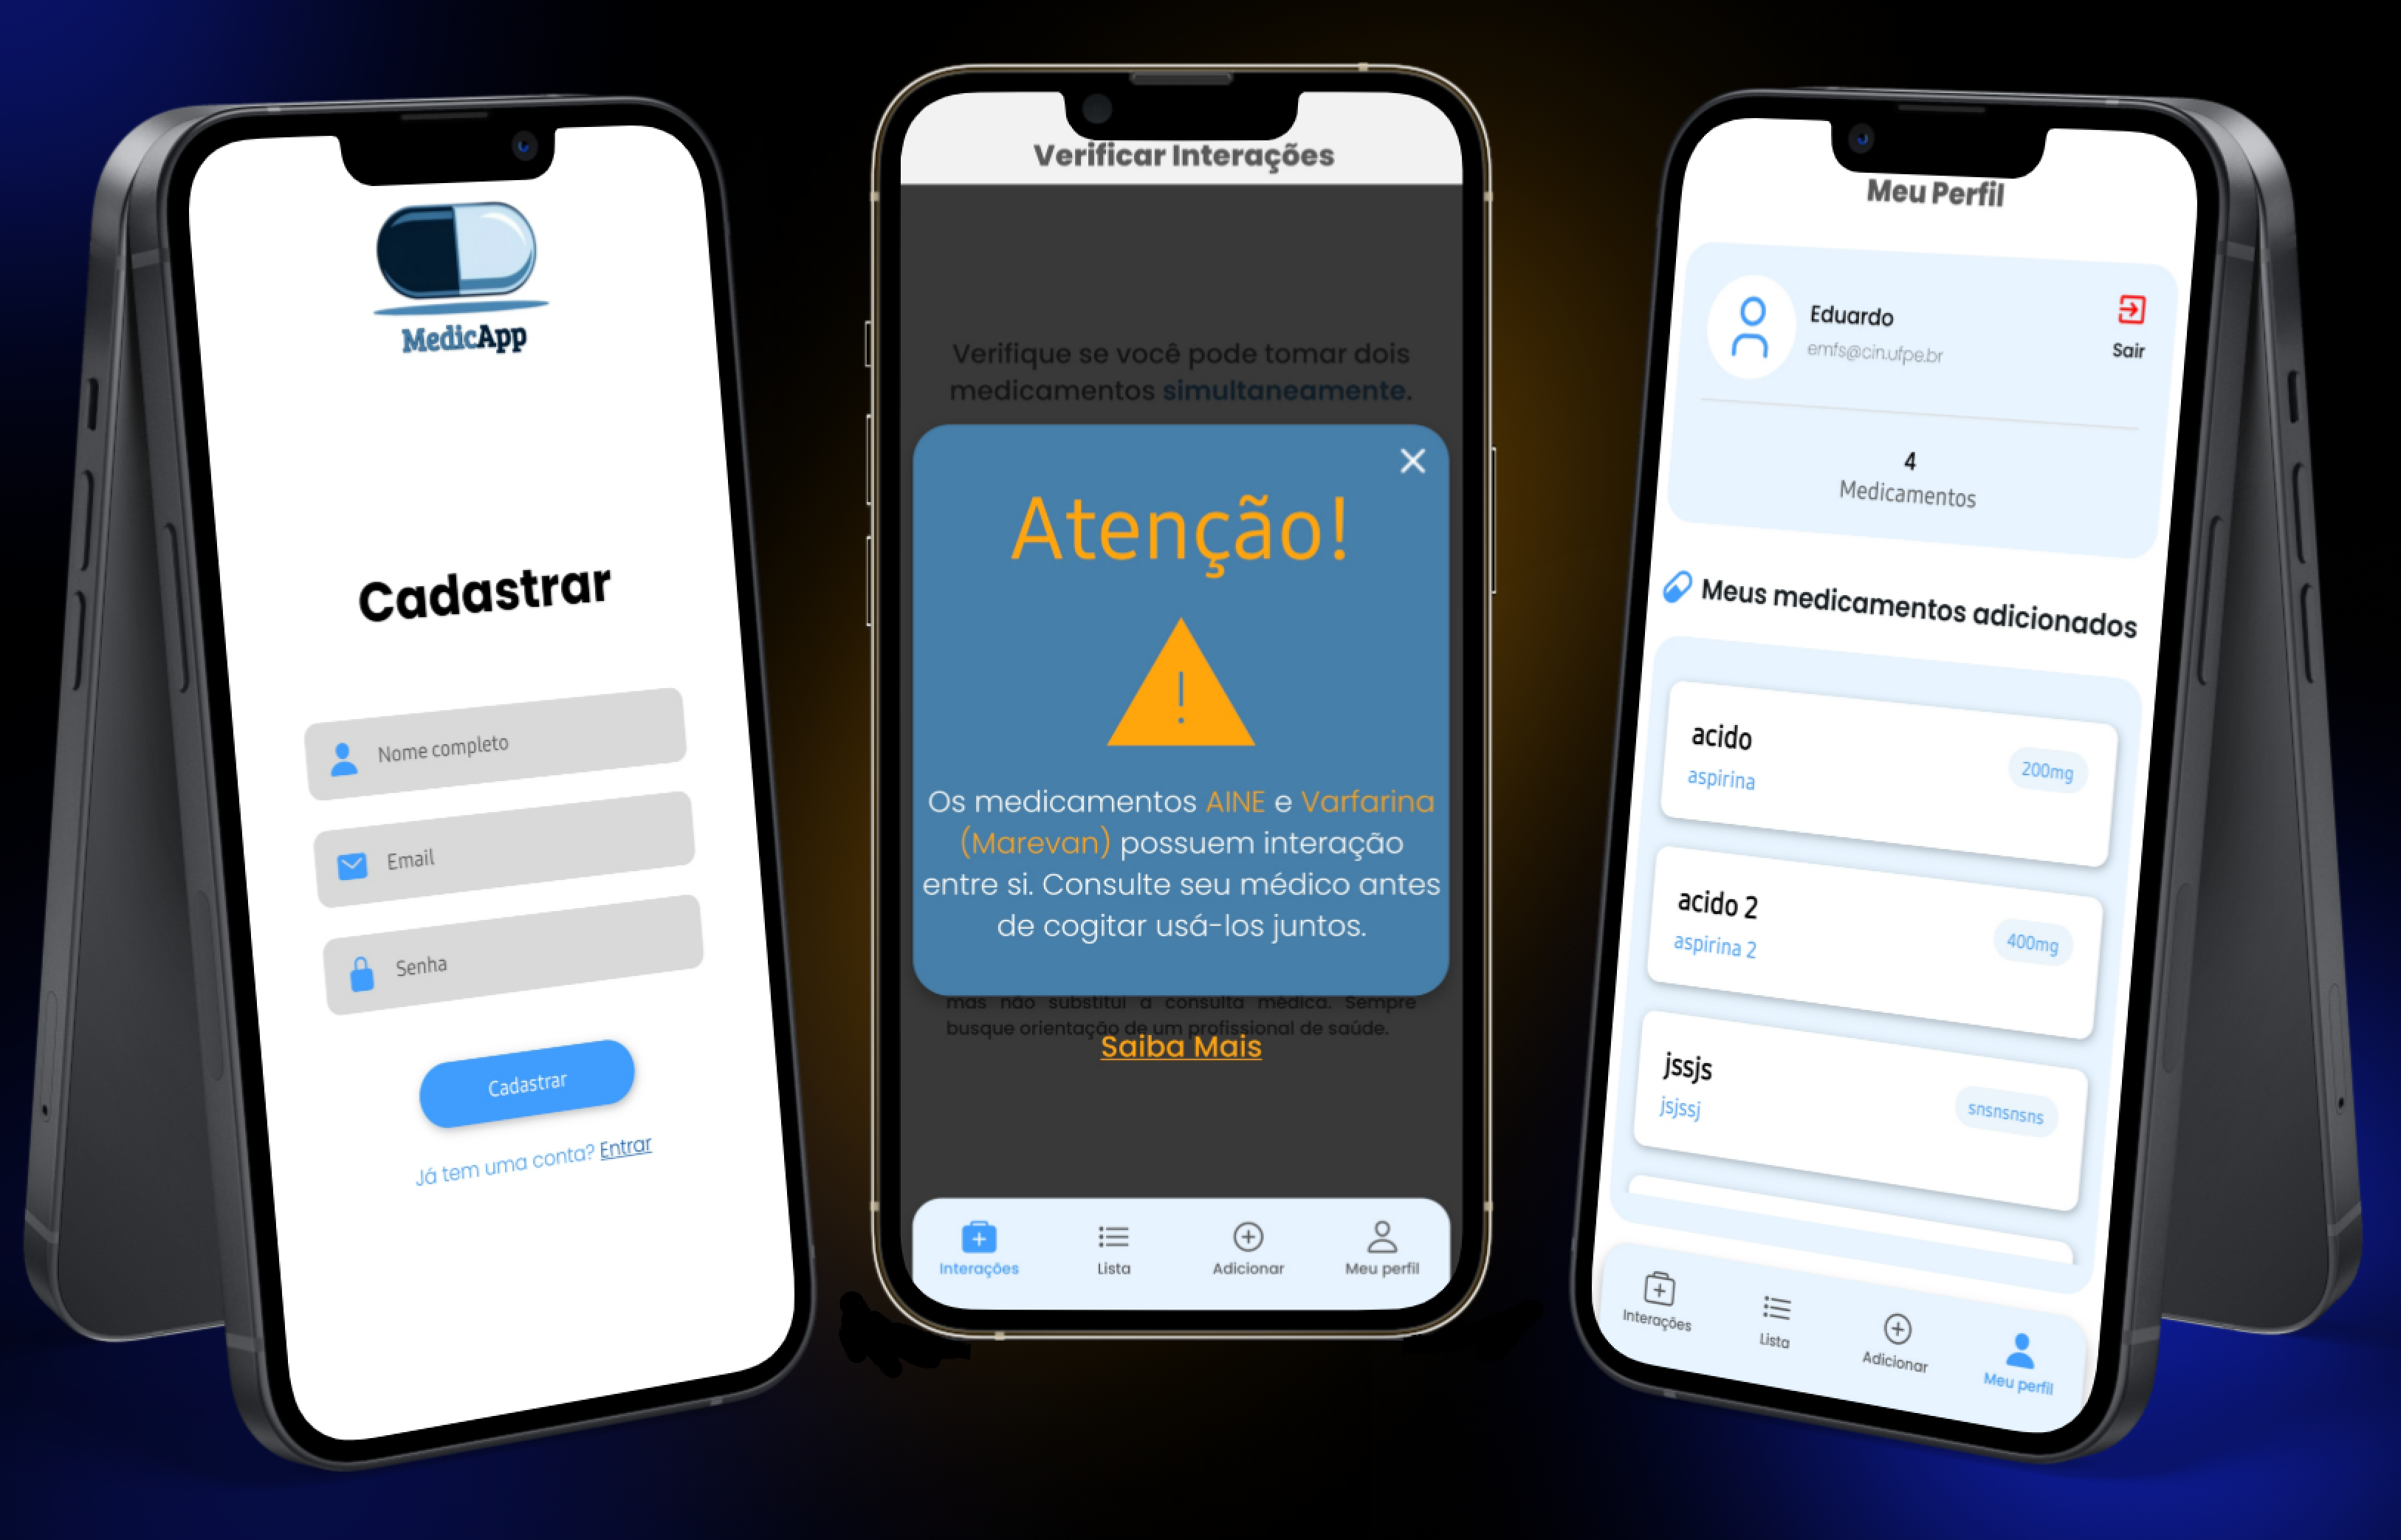 MedicApp
Cadastrar
Nome completo
Email
Senha
Cadastrar
Já tem uma conta? Entrar
Verificar Interações
Verifique se você pode tomar dois
medicamentos simultaneamente.
Atenção!
!
Os medicamentos AINE e Varfarina
(Marevan) possuem interação
entre si. Consulte seu médico antes
de cogitar usá-los juntos.
mas não substitui a consulta médica. Sempre
busque orientação de um profissional de saúde.
Saiba Mais
Interações
Lista
Adicionar
Meu perfil
Meu Perfil
Eduardo
emfs@cin.ufpe.br
Sair
4
Medicamentos
Meus medicamentos adicionados
acido
aspirina
200mg
acido 2
aspirina 2
400mg
jssjs
jsjssj
snsnsnsns
Interações
Lista
Adicionar
Meu perfil